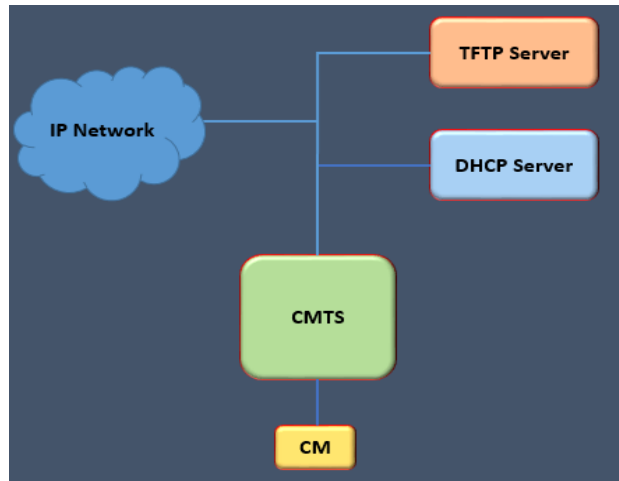 TFTP Server
IP Network
DHCP Server
CMTS
CM